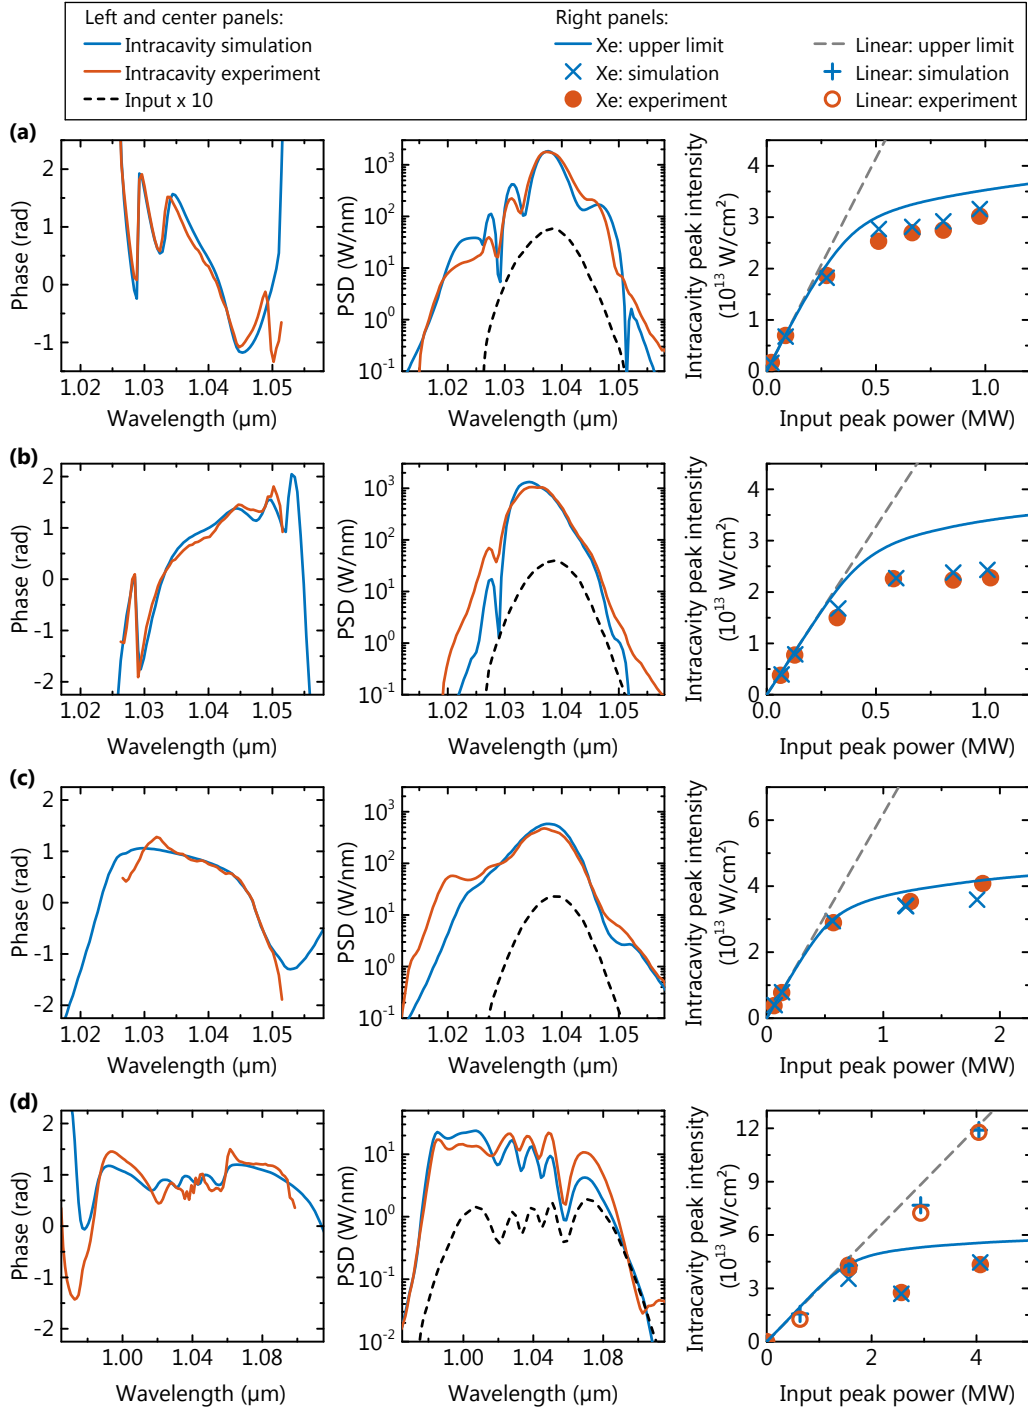 Left and center panels:
Intracavity simulation
Intracavity experiment
Input x 10
Right panels:
Xe: upper limit
Xe: simulation
Xe: experiment
Linear: upper limit
Linear: simulation
Linear: experiment
(a)
Phase (rad)
2
1
0
-1
1.02 1.03 1.04 1.05
Wavelength (µm)
PSD (W/nm)
10³
10²
10¹
10⁰
10⁻¹
1.02 1.03 1.04 1.05
Wavelength (µm)
Intracavity peak intensity
(10¹³ W/cm²)
4
3
2
1
0
0.0 0.5 1.0
Input peak power (MW)
(b)
Phase (rad)
2
1
0
-1
-2
1.02 1.03 1.04 1.05
Wavelength (µm)
PSD (W/nm)
10³
10²
10¹
10⁰
10⁻¹
1.02 1.03 1.04 1.05
Wavelength (µm)
Intracavity peak intensity
(10¹³ W/cm²)
4
3
2
1
0
0.0 0.5 1.0
Input peak power (MW)
(c)
Phase (rad)
2
1
0
-1
-2
1.02 1.03 1.04 1.05
Wavelength (µm)
PSD (W/nm)
10³
10²
10¹
10⁰
10⁻¹
1.02 1.03 1.04 1.05
Wavelength (µm)
Intracavity peak intensity
(10¹³ W/cm²)
6
4
2
0
0 1 2
Input peak power (MW)
(d)
Phase (rad)
2
1
0
-1
-2
1.00 1.04 1.08
Wavelength (µm)
PSD (W/nm)
10¹
10⁰
10⁻¹
10⁻²
1.00 1.04 1.08
Wavelength (µm)
Intracavity peak intensity
(10¹³ W/cm²)
12
9
6
3
0
0 2 4
Input peak power (MW)